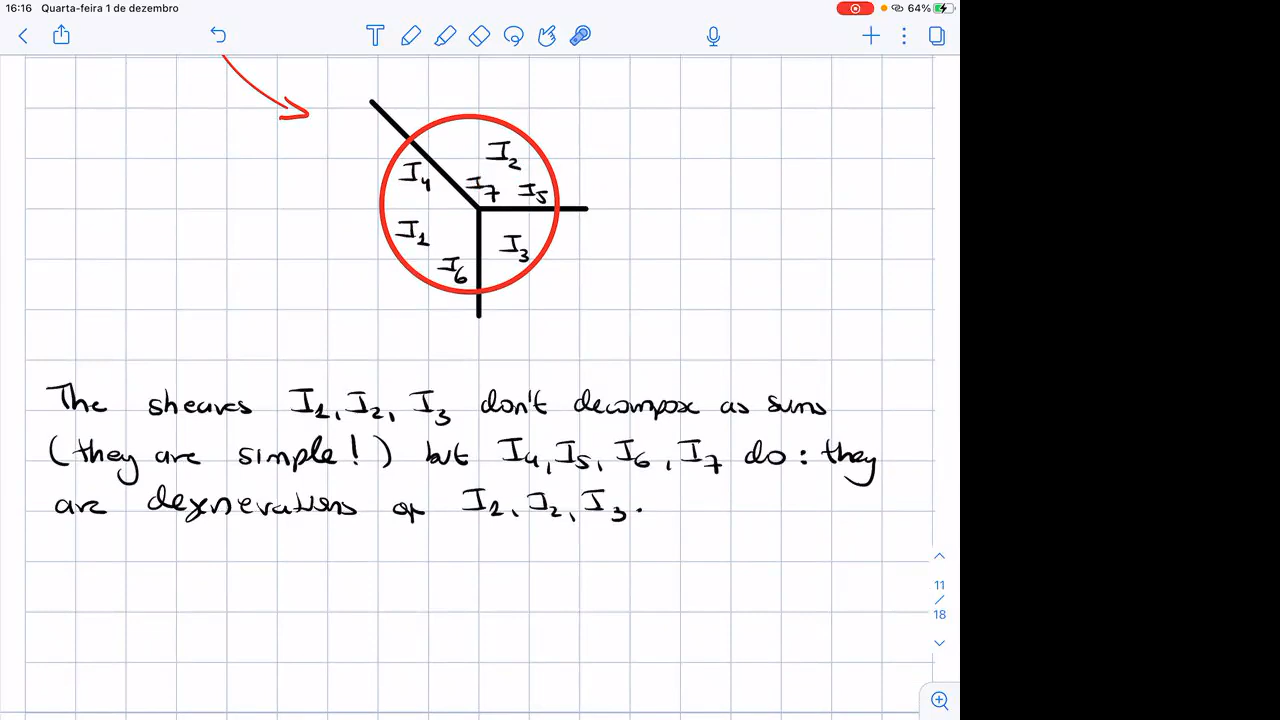 16:16 Quarta-feira 1 de dezembro
64%
I₂
I₄
I₇ I₅
I₁
I₃
I₆
The sheaves I₁, I₂, I₃ don't decompose as sums
(they are simple!) but I₄, I₅, I₆, I₇ do: they
are degenerations of I₁, I₂, I₃.
11
/
18